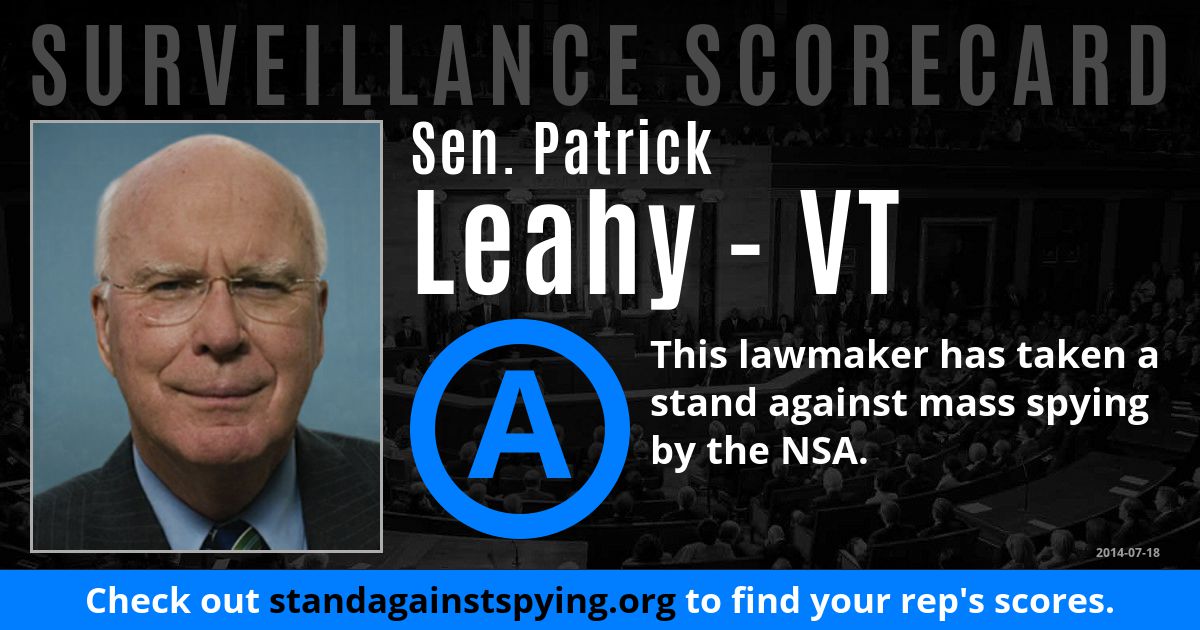 SURVEILLANCE SCORECARD
Sen. Patrick
Leahy - VT
A
This lawmaker has taken a
stand against mass spying
by the NSA.
2014-07-18
Check out standagainstspying.org to find your rep's scores.